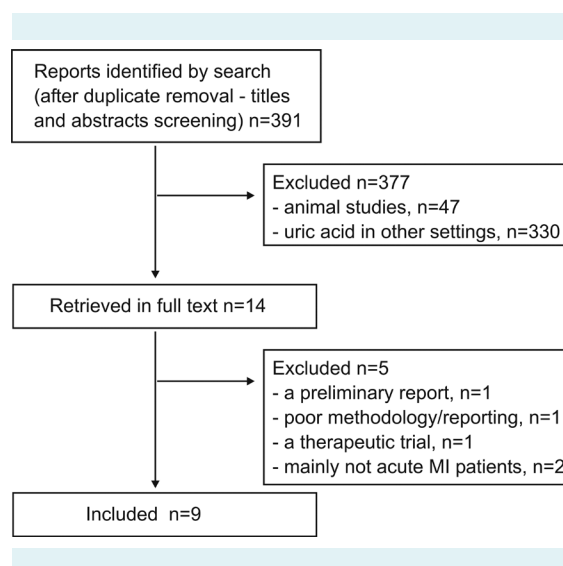 Reports identified by search
(after duplicate removal - titles
and abstracts screening) n=391
Excluded n=377
- animal studies, n=47
- uric acid in other settings, n=330
Retrieved in full text n=14
Excluded n=5
- a preliminary report, n=1
- poor methodology/reporting, n=1
- a therapeutic trial, n=1
- mainly not acute MI patients, n=2
Included n=9